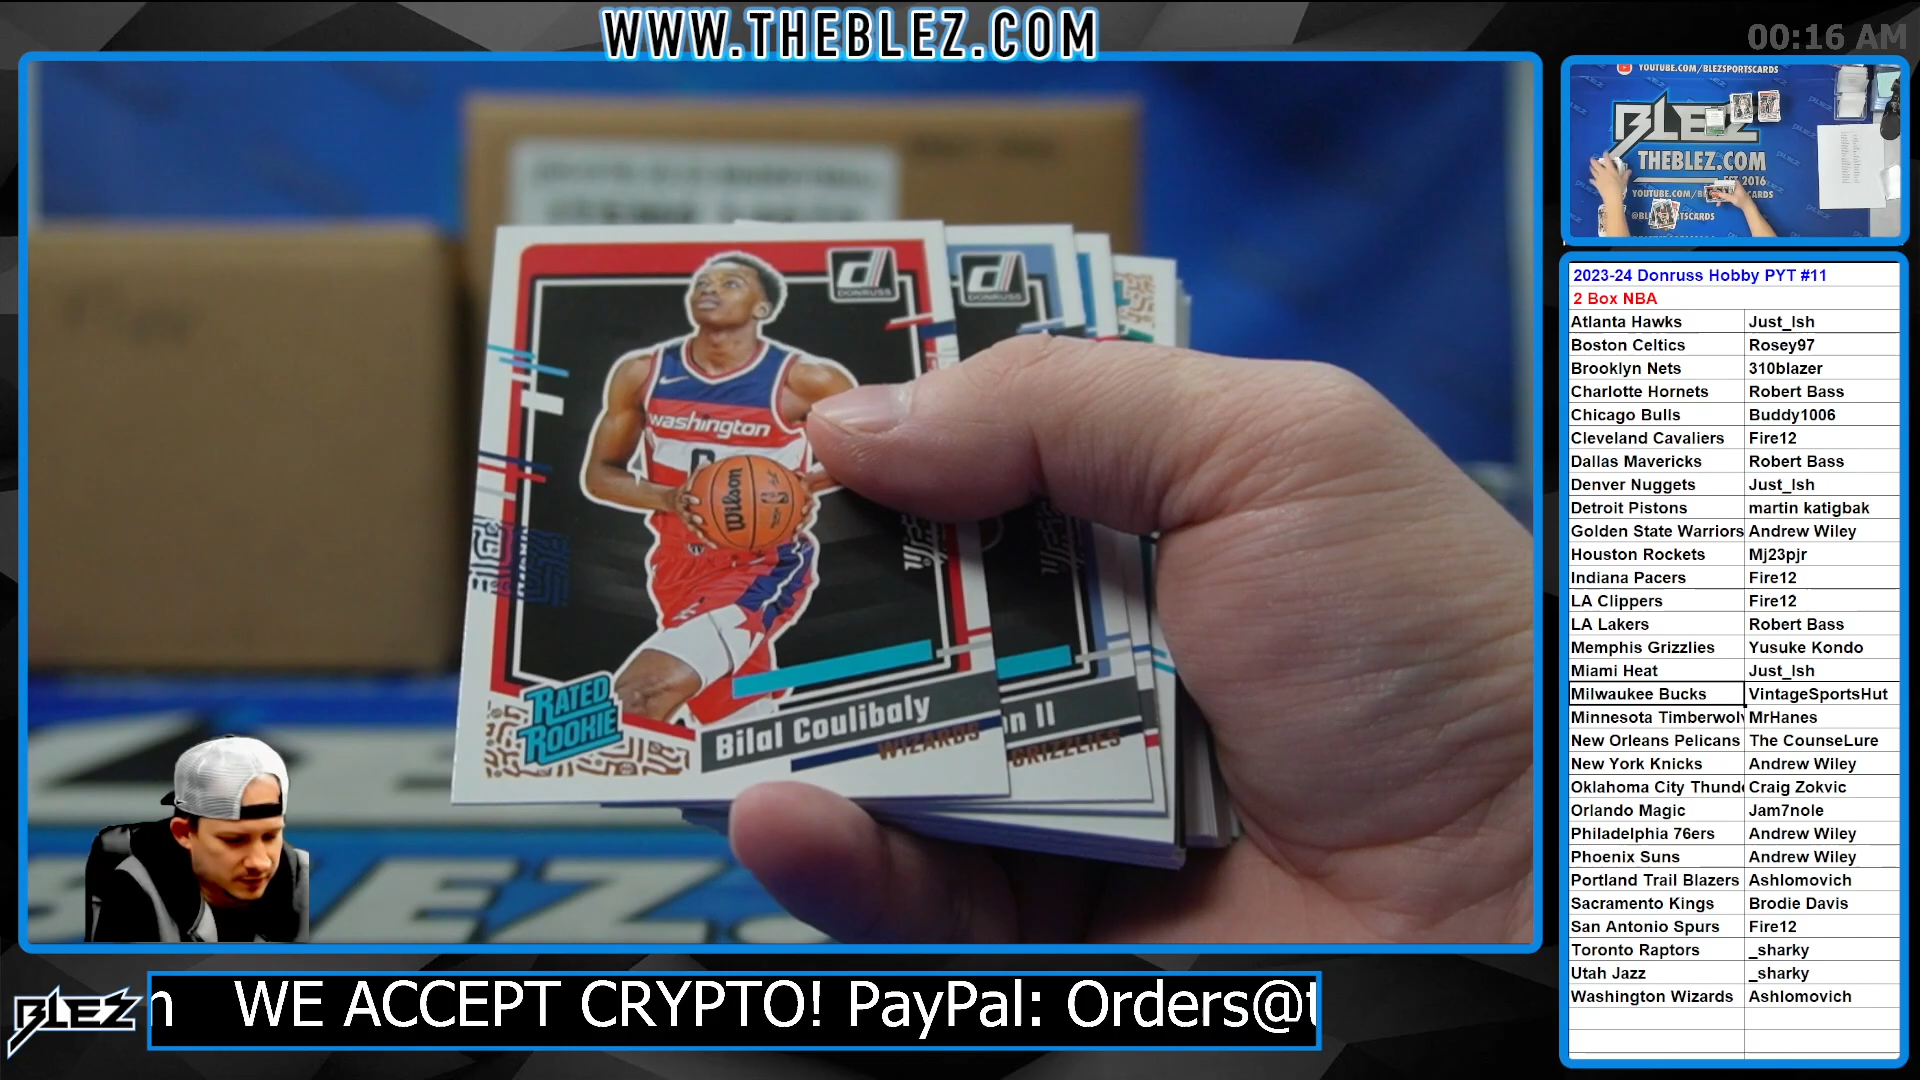 WWW.THEBLEZ.COM
00:16 AM
YOUTUBE.COM/BLEZSPORTSCARDS
BLEZ
THEBLEZ.COM
EST 2016
DONRUSS
DONRUSS
washington
Wilson
RATED
ROOKIE
Bilal Coulibaly
WIZARDS
GRIZZLIES
2023-24 Donruss Hobby PYT #11
2 Box NBA
Atlanta Hawks Just_Ish
Boston Celtics Rosey97
Brooklyn Nets 310blazer
Charlotte Hornets Robert Bass
Chicago Bulls Buddy1006
Cleveland Cavaliers Fire12
Dallas Mavericks Robert Bass
Denver Nuggets Just_Ish
Detroit Pistons martin katigbak
Golden State Warriors Andrew Wiley
Houston Rockets Mj23pjr
Indiana Pacers Fire12
LA Clippers Fire12
LA Lakers Robert Bass
Memphis Grizzlies Yusuke Kondo
Miami Heat Just_Ish
Milwaukee Bucks VintageSportsHut
Minnesota Timberwolv MrHanes
New Orleans Pelicans The CounseLure
New York Knicks Andrew Wiley
Oklahoma City Thund Craig Zokvic
Orlando Magic Jam7nole
Philadelphia 76ers Andrew Wiley
Phoenix Suns Andrew Wiley
Portland Trail Blazers Ashlomovich
Sacramento Kings Brodie Davis
San Antonio Spurs Fire12
Toronto Raptors _sharky
Utah Jazz _sharky
Washington Wizards Ashlomovich
BLEZ
WE ACCEPT CRYPTO! PayPal: Orders@t